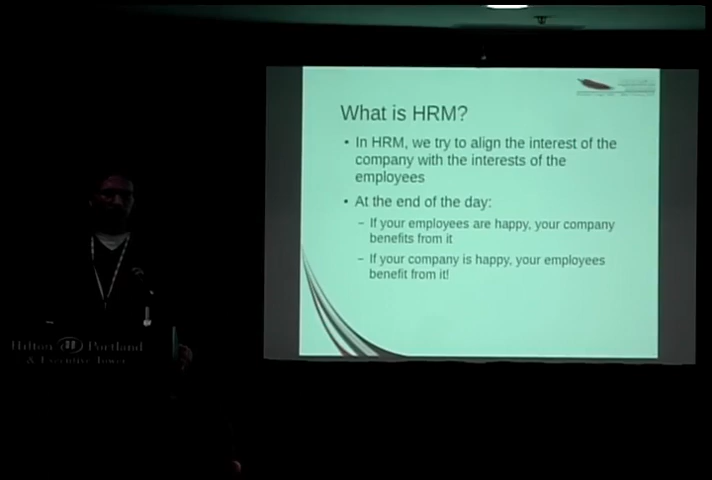 What is HRM?
• In HRM, we try to align the interest of the
company with the interests of the
employees
• At the end of the day:
– If your employees are happy, your company
benefits from it
– If your company is happy, your employees
benefit from it!
Hilton Portland
& Executive Tower